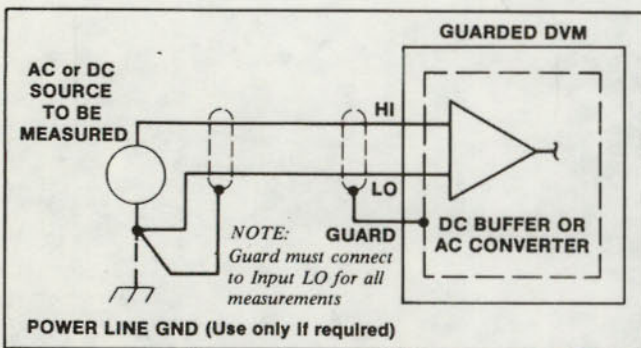 GUARDED DVM
AC or DC
SOURCE
TO BE
MEASURED
HI
LO
GUARD
DC BUFFER OR
AC CONVERTER
NOTE:
Guard must connect
to Input LO for all
measurements
POWER LINE GND (Use only if required)